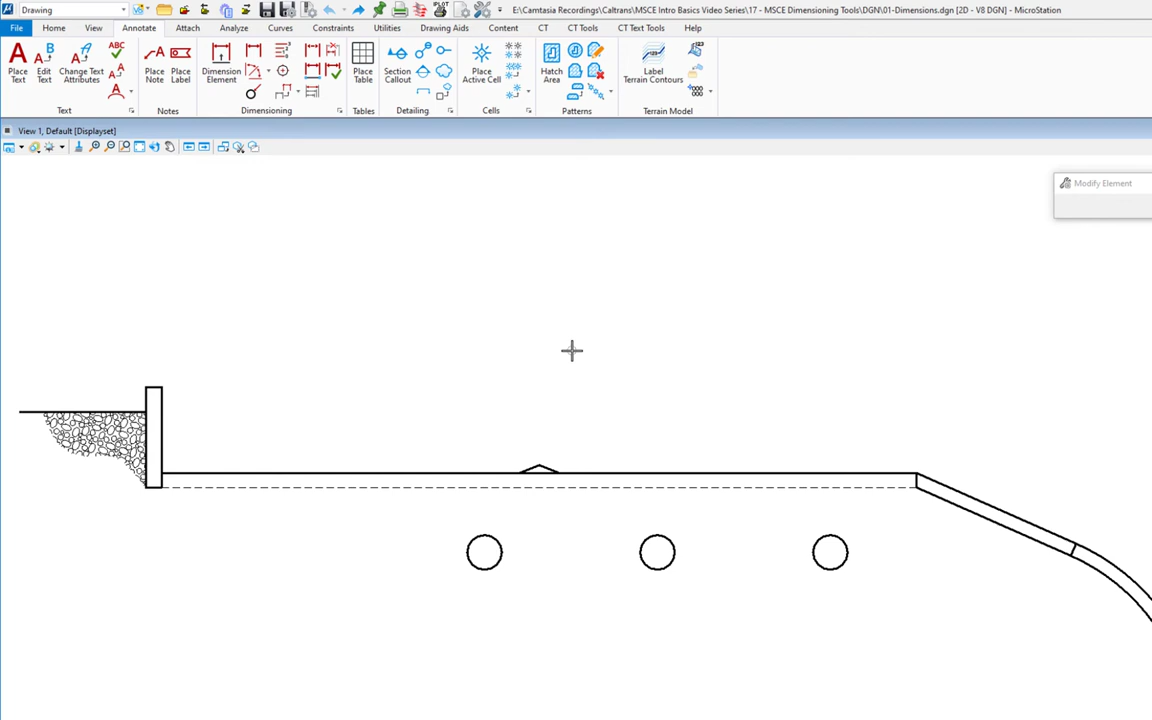 Drawing
E:\Camtasia Recordings\Caltrans\MSCE Intro Basics Video Series\17 - MSCE Dimensioning Tools\DGN\01-Dimensions.dgn [2D - V8 DGN] - MicroStation
File Home View Annotate Attach Analyze Curves Constraints Utilities Drawing Aids Content CT CT Tools CT Text Tools Help
Place Text
Edit Text
Change Text Attributes
Place Note
Place Label
Dimension Element
Place Table
Section Callout
Place Active Cell
Hatch Area
Label Terrain Contours
Text Notes Dimensioning Tables Detailing Cells Patterns Terrain Model
View 1, Default [Displayset]
Modify Element